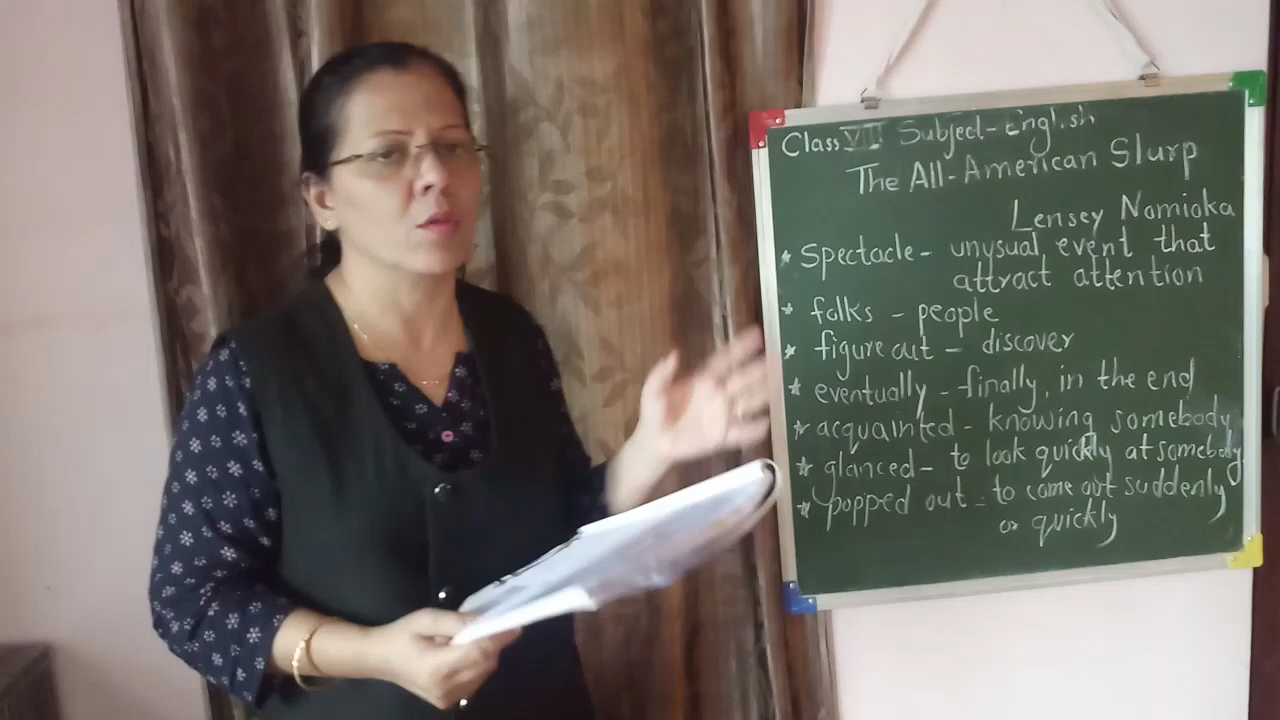 Class VII Subject-English
The All-American Slurp
Lensey Namioka
* Spectacle - unusual event that
attract attention
* folks - people
* figure out - discover
* eventually - finally, in the end
* acquainted - knowing somebody
* glanced - to look quickly at somebody
* popped out - to come out suddenly
or quickly